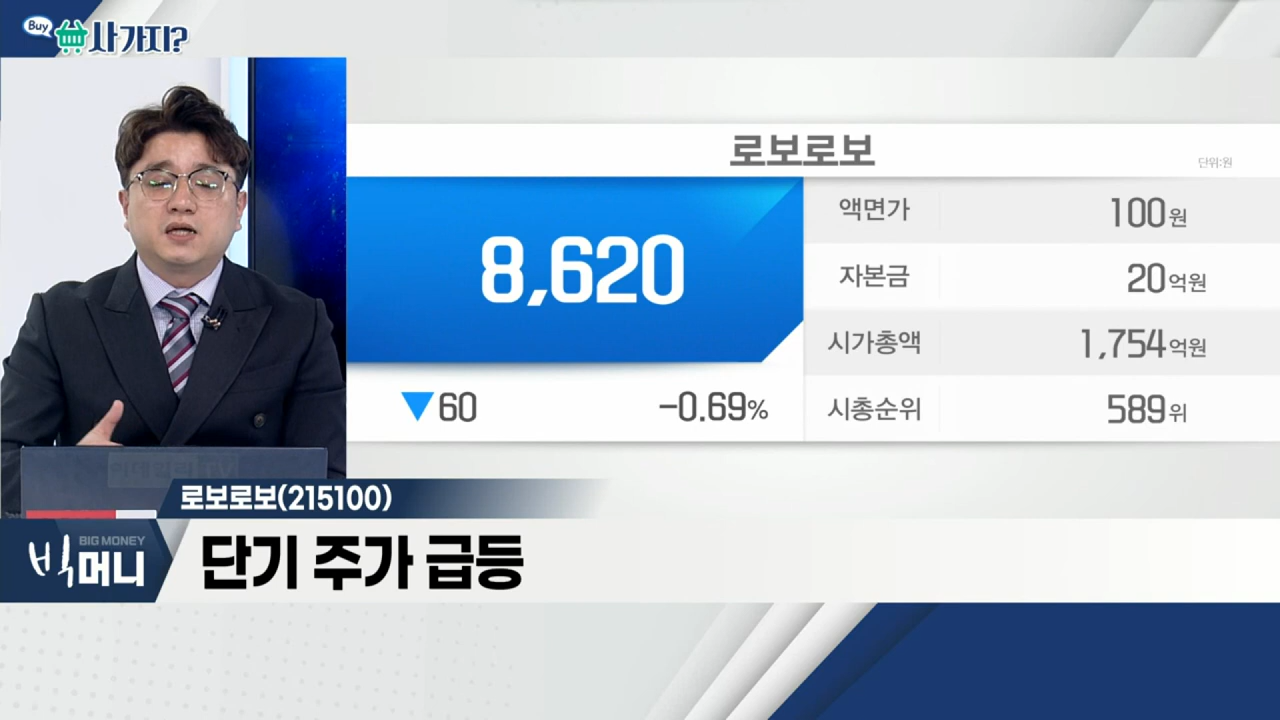 Buy
사가지?
로보로보
단위:원
8,620
▼60 -0.69%
액면가 100원
자본금 20억원
시가총액 1,754억원
시총순위 589위
로보로보(215100)
BIG MONEY
빅머니
단기 주가 급등